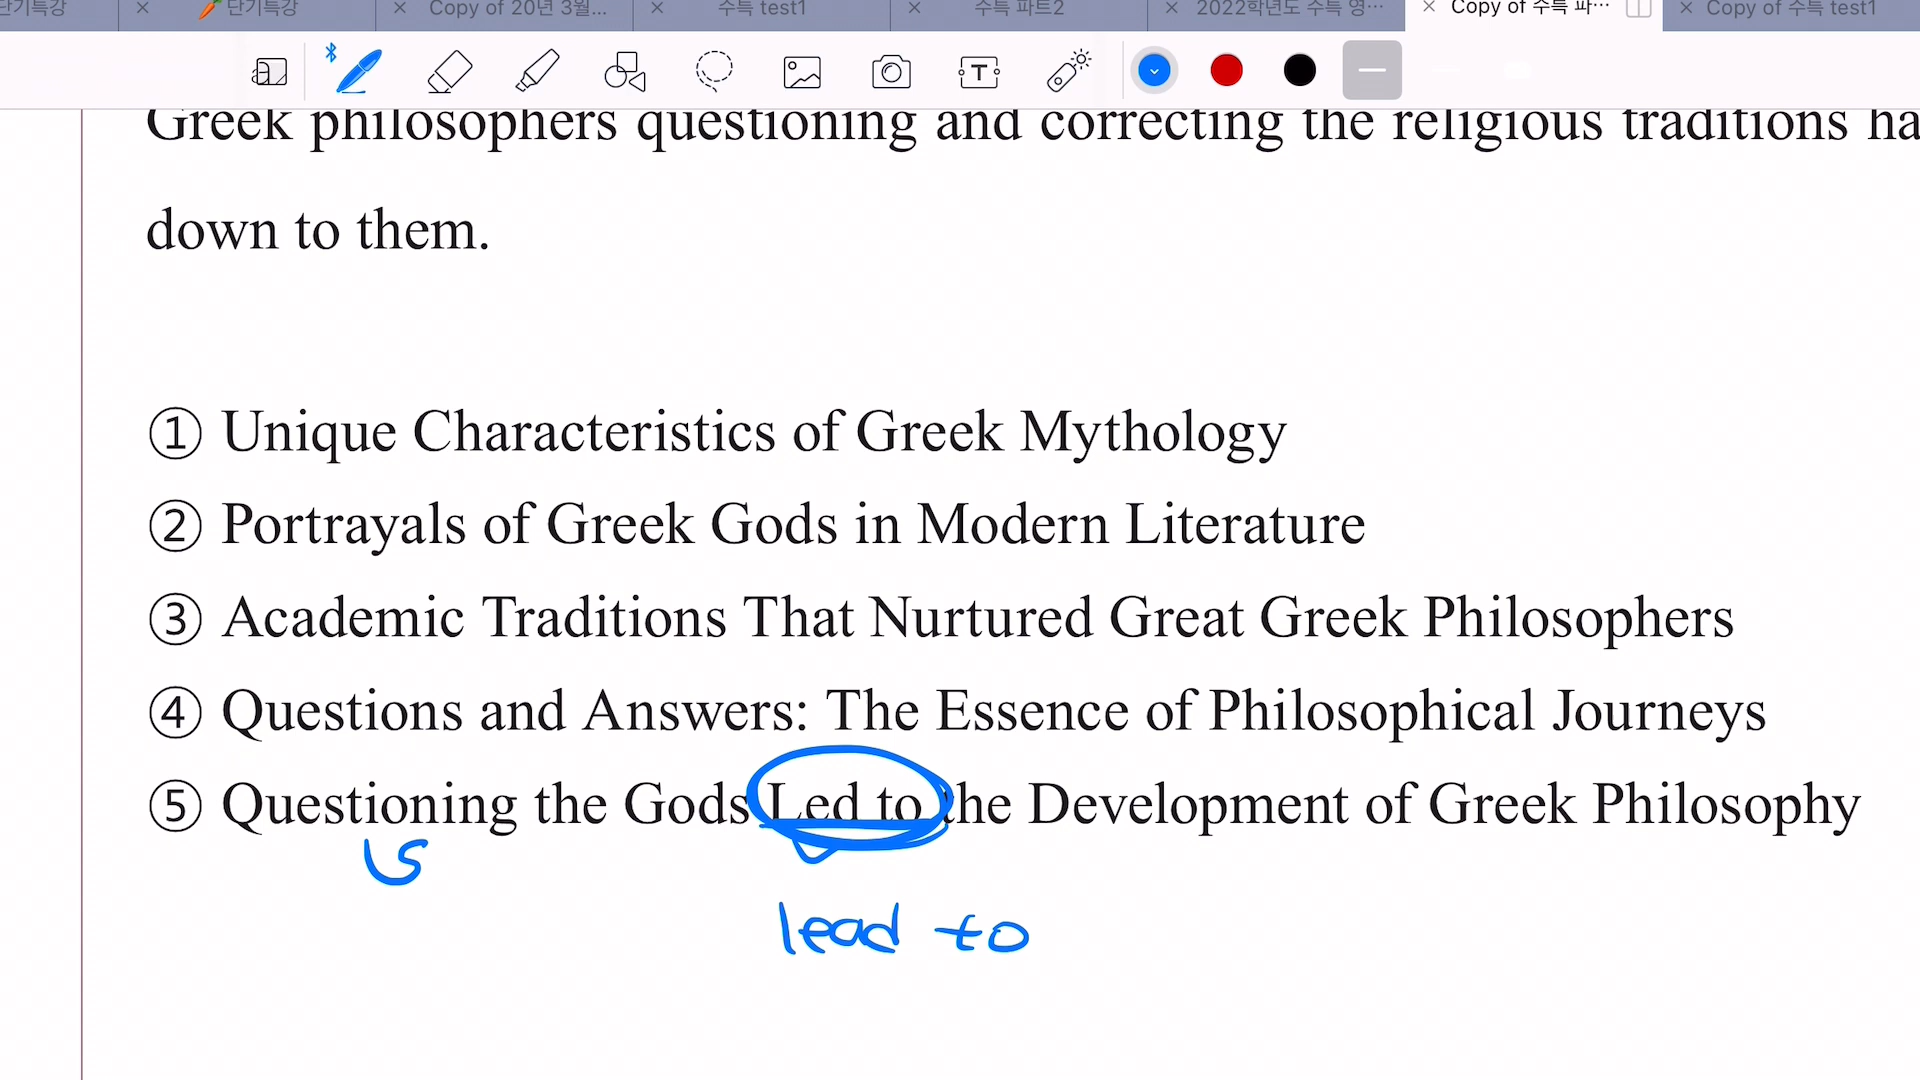 단기특강
단기특강
Copy of 20년 3월...
수특 test1
수특 파트2
2022학년도 수특 영...
Copy of 수특 파...
Copy of 수특 test1
Greek philosophers questioning and correcting the religious traditions ha
down to them.
① Unique Characteristics of Greek Mythology
② Portrayals of Greek Gods in Modern Literature
③ Academic Traditions That Nurtured Great Greek Philosophers
④ Questions and Answers: The Essence of Philosophical Journeys
⑤ Questioning the Gods Led to the Development of Greek Philosophy
S
lead to